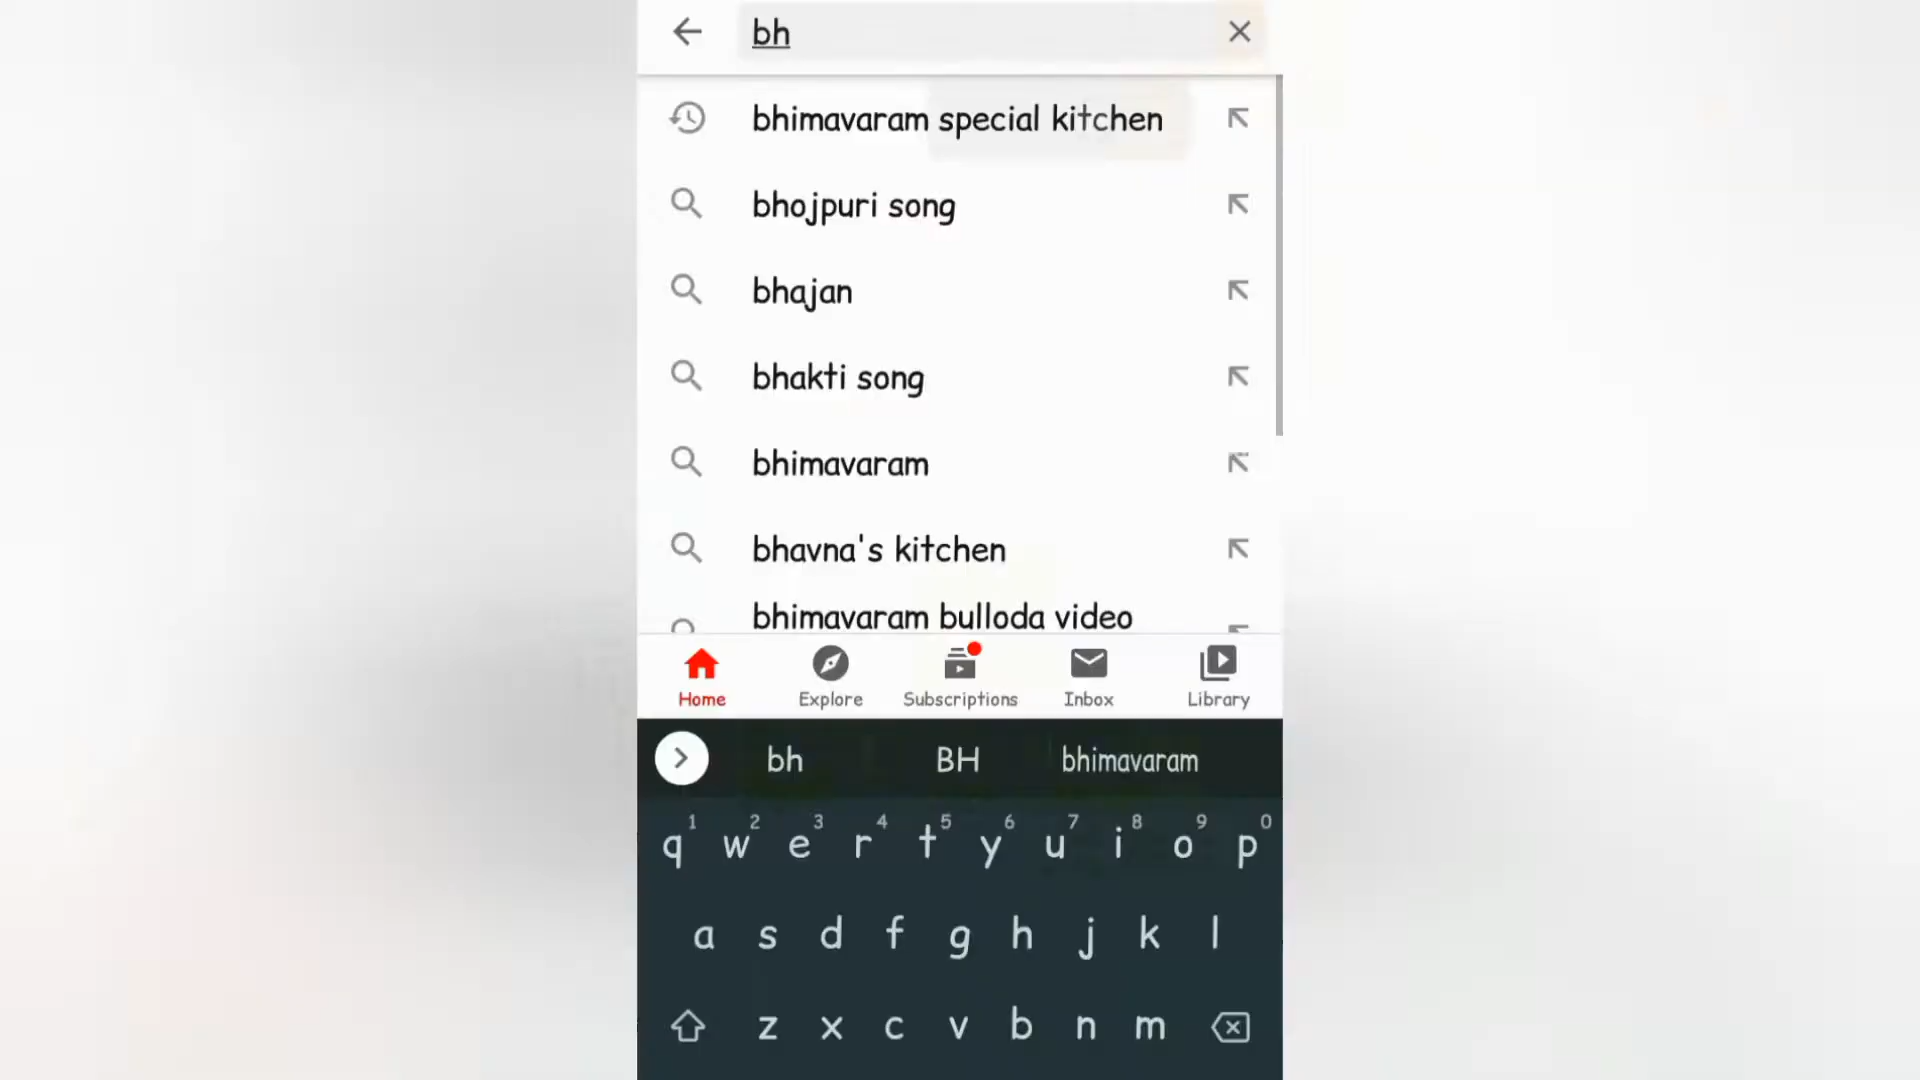 bh
bhimavaram special kitchen
bhojpuri song
bhajan
bhakti song
bhimavaram
bhavna's kitchen
bhimavaram bulloda video
Home Explore Subscriptions Inbox Library
bh BH bhimavaram
1 2 3 4 5 6 7 8 9 0
q w e r t y u i o p
a s d f g h j k l
z x c v b n m